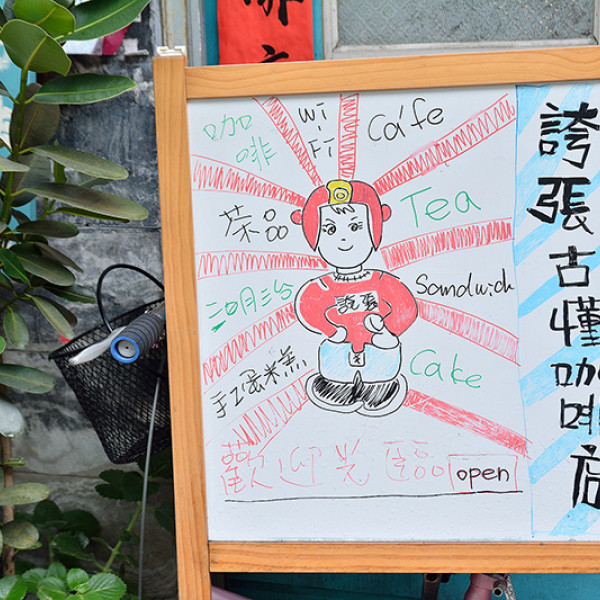 咖
啡
Wi
-
Fi
Cáfe
茶品
Tea
誇張
三明治
Sandwich
手工蛋糕
Cake
歡迎光臨
open
誇張古懂咖啡店